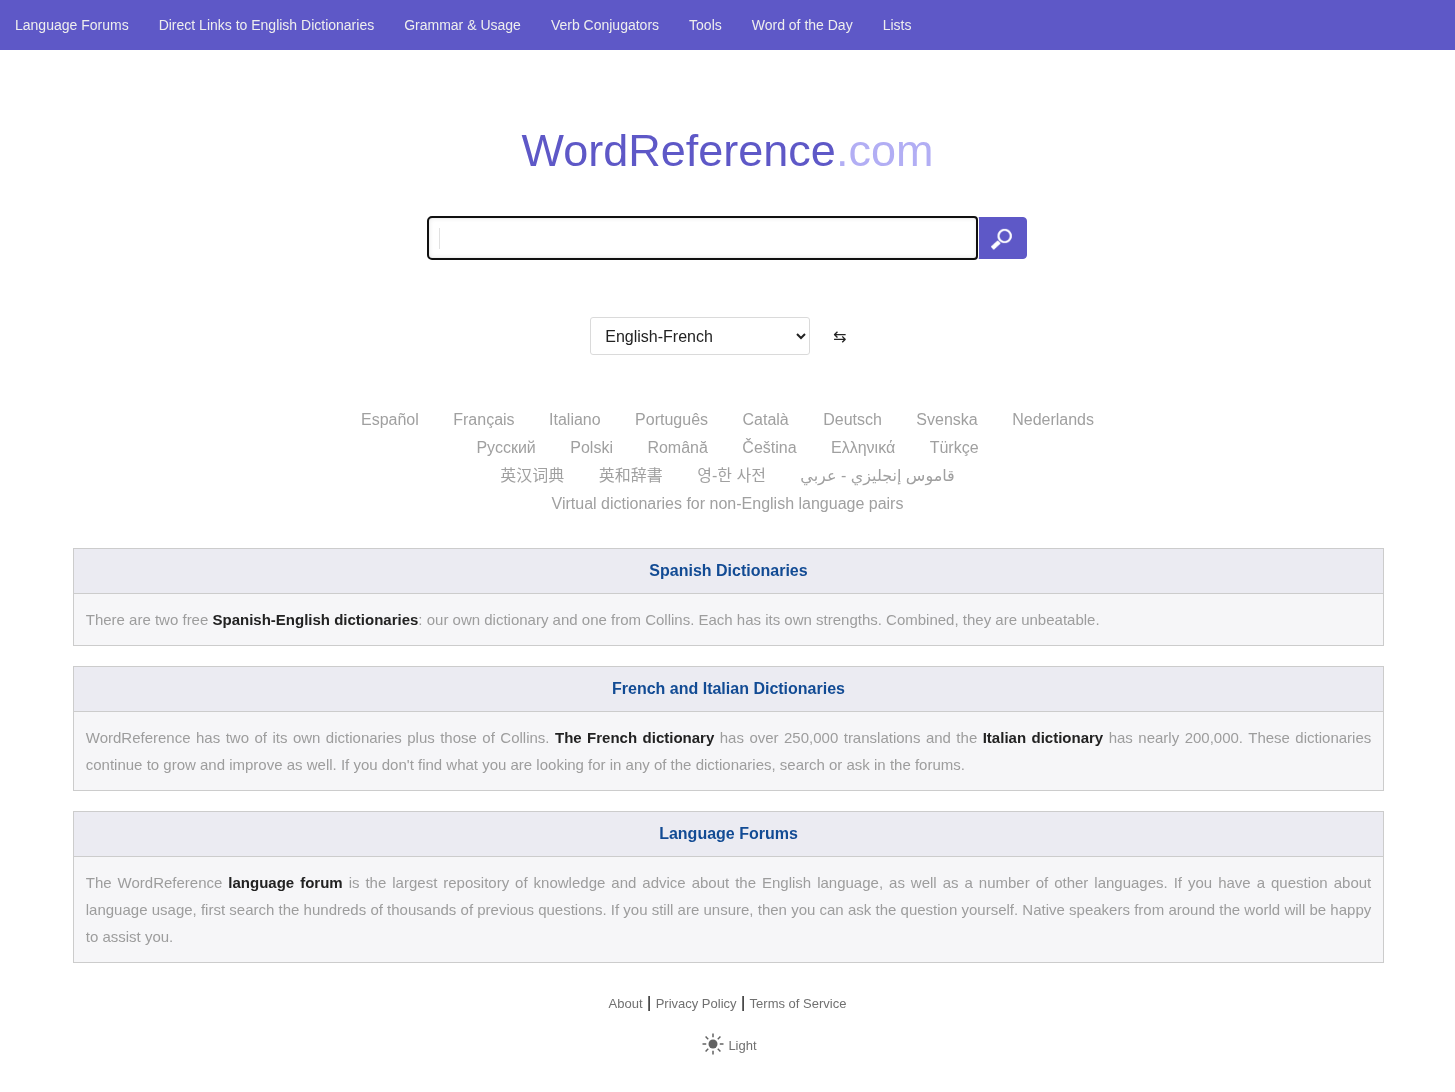 Language Forums Direct Links to English Dictionaries Grammar & Usage Verb Conjugators Tools Word of the Day Lists
WordReference.com
English-French ⇆
Español Français Italiano Português Català Deutsch Svenska Nederlands
Русский Polski Română Čeština Ελληνικά Türkçe
英汉词典 英和辞書 영-한 사전 قاموس إنجليزي - عربي
Virtual dictionaries for non-English language pairs
Spanish Dictionaries
There are two free Spanish-English dictionaries: our own dictionary and one from Collins. Each has its own strengths. Combined, they are unbeatable.
French and Italian Dictionaries
WordReference has two of its own dictionaries plus those of Collins. The French dictionary has over 250,000 translations and the Italian dictionary has nearly 200,000. These dictionaries
continue to grow and improve as well. If you don't find what you are looking for in any of the dictionaries, search or ask in the forums.
Language Forums
The WordReference language forum is the largest repository of knowledge and advice about the English language, as well as a number of other languages. If you have a question about
language usage, first search the hundreds of thousands of previous questions. If you still are unsure, then you can ask the question yourself. Native speakers from around the world will be happy
to assist you.
About | Privacy Policy | Terms of Service
Light